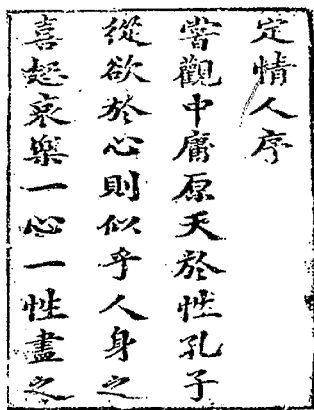 定情人序
嘗觀中庸原天於性孔子
從欲於心則似乎人身之
喜怒哀樂一心一性盡之